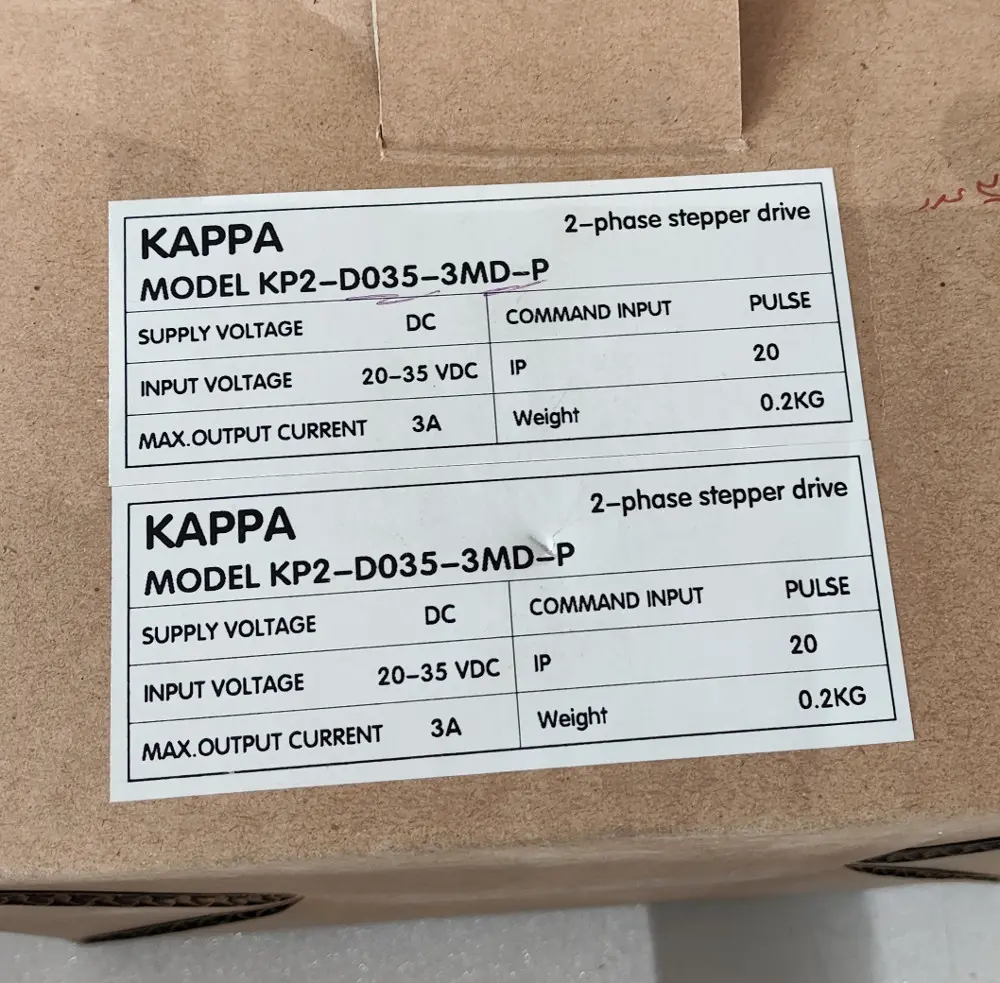 KAPPA
2-phase stepper drive
MODEL KP2-D035-3MD-P
SUPPLY VOLTAGE DC COMMAND INPUT PULSE
INPUT VOLTAGE 20-35 VDC IP 20
MAX.OUTPUT CURRENT 3A Weight 0.2KG
KAPPA
2-phase stepper drive
MODEL KP2-D035-3MD-P
SUPPLY VOLTAGE DC COMMAND INPUT PULSE
INPUT VOLTAGE 20-35 VDC IP 20
MAX.OUTPUT CURRENT 3A Weight 0.2KG